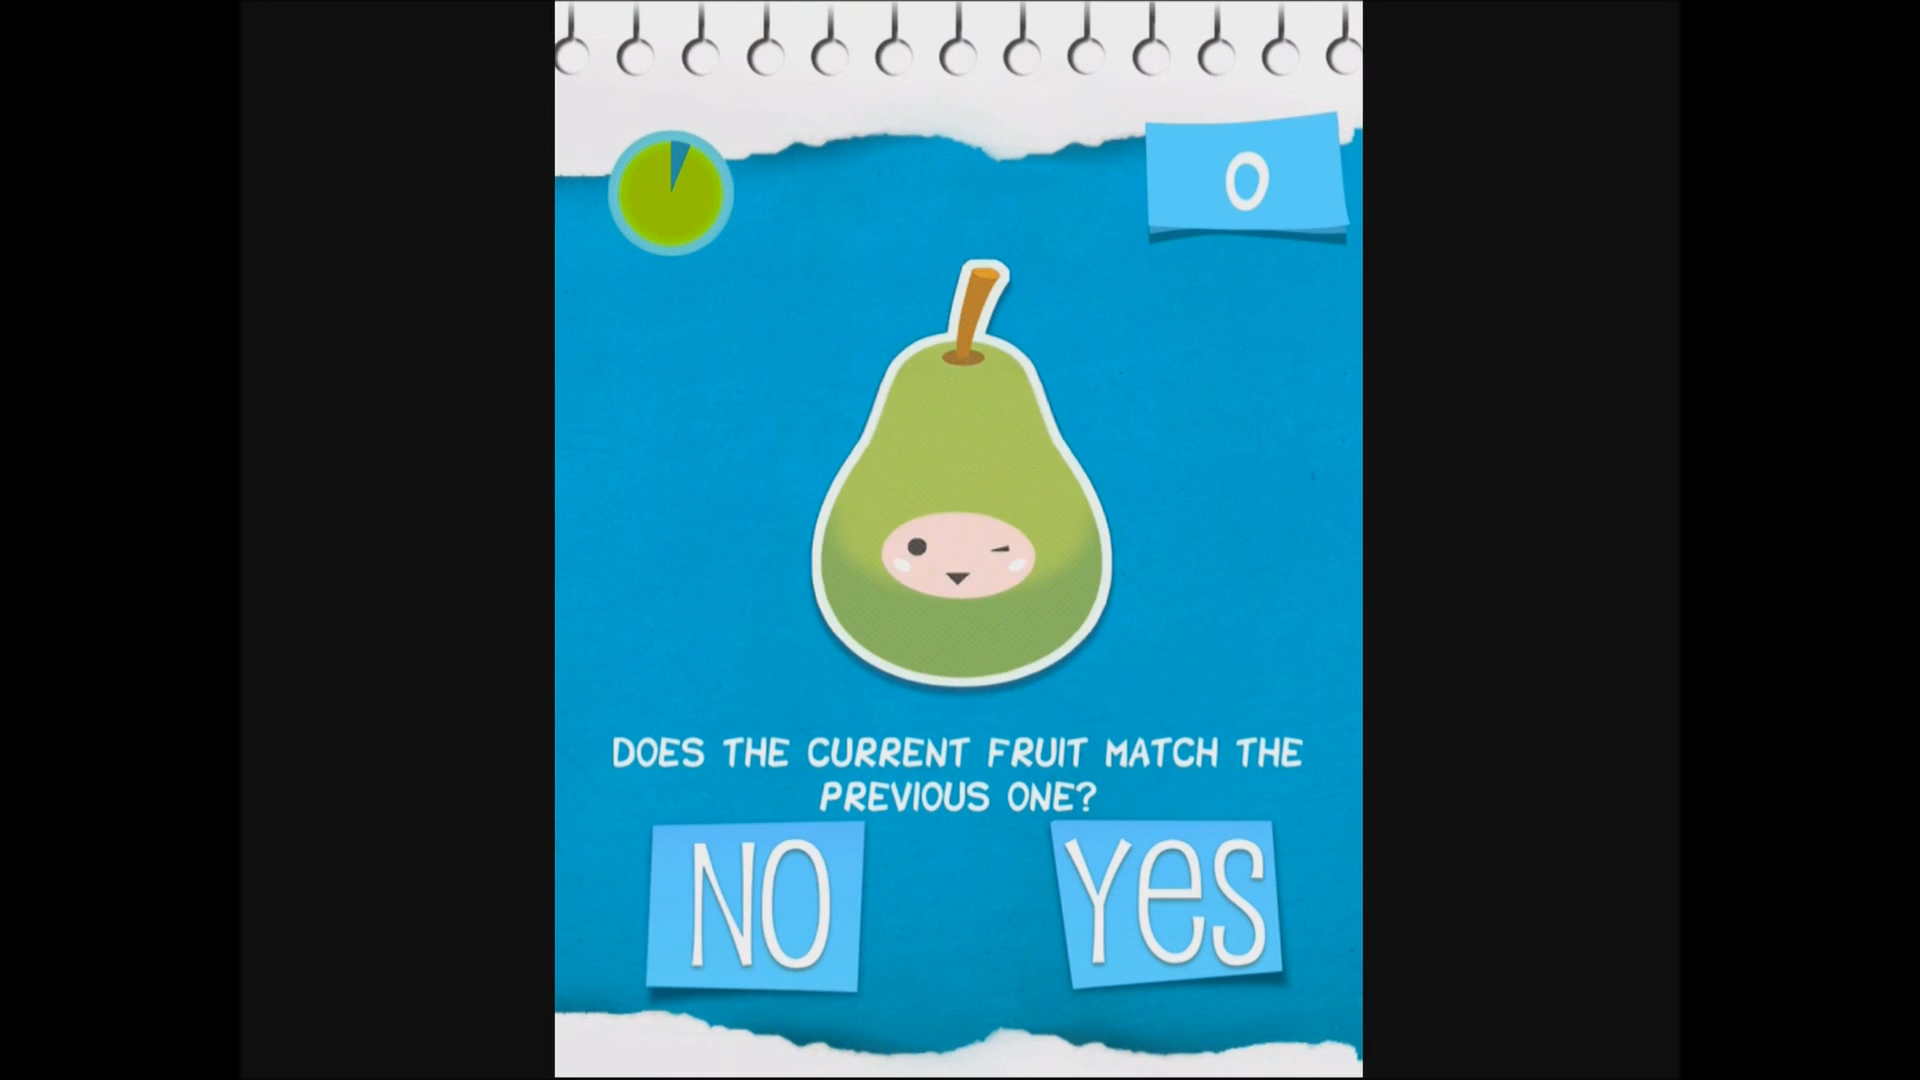 0
DOES THE CURRENT FRUIT MATCH THE
PREVIOUS ONE?
NO YES